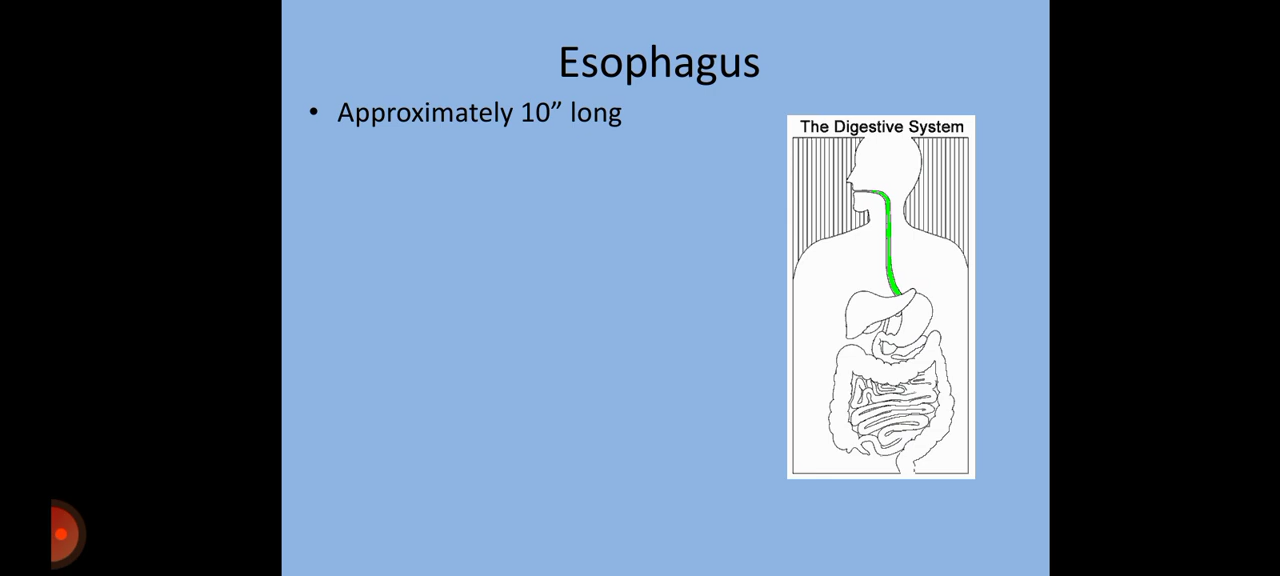 Esophagus
• Approximately 10” long
The Digestive System